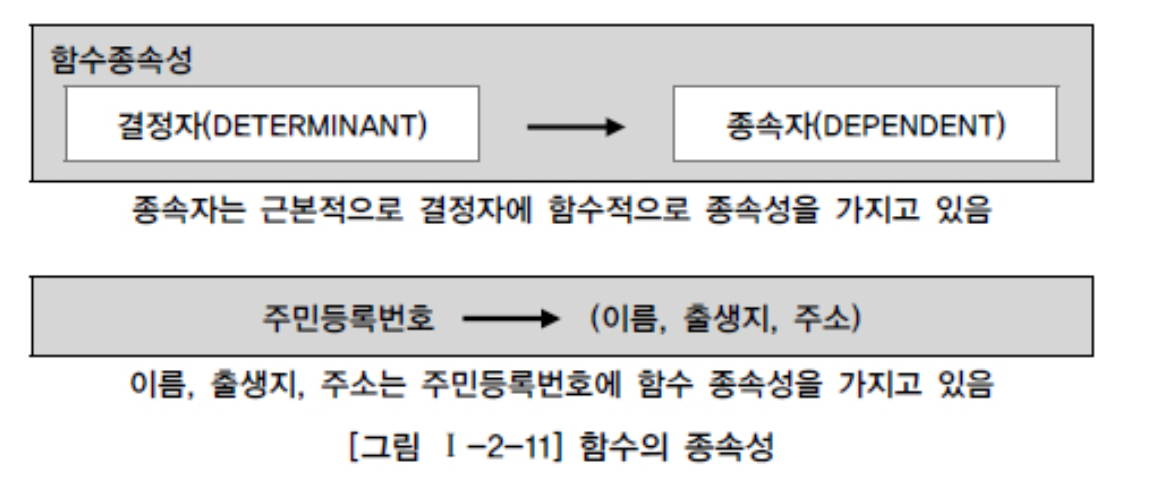 함수종속성
결정자(DETERMINANT) → 종속자(DEPENDENT)
종속자는 근본적으로 결정자에 함수적으로 종속성을 가지고 있음
주민등록번호 → (이름, 출생지, 주소)
이름, 출생지, 주소는 주민등록번호에 함수 종속성을 가지고 있음
[그림 Ⅰ-2-11] 함수의 종속성